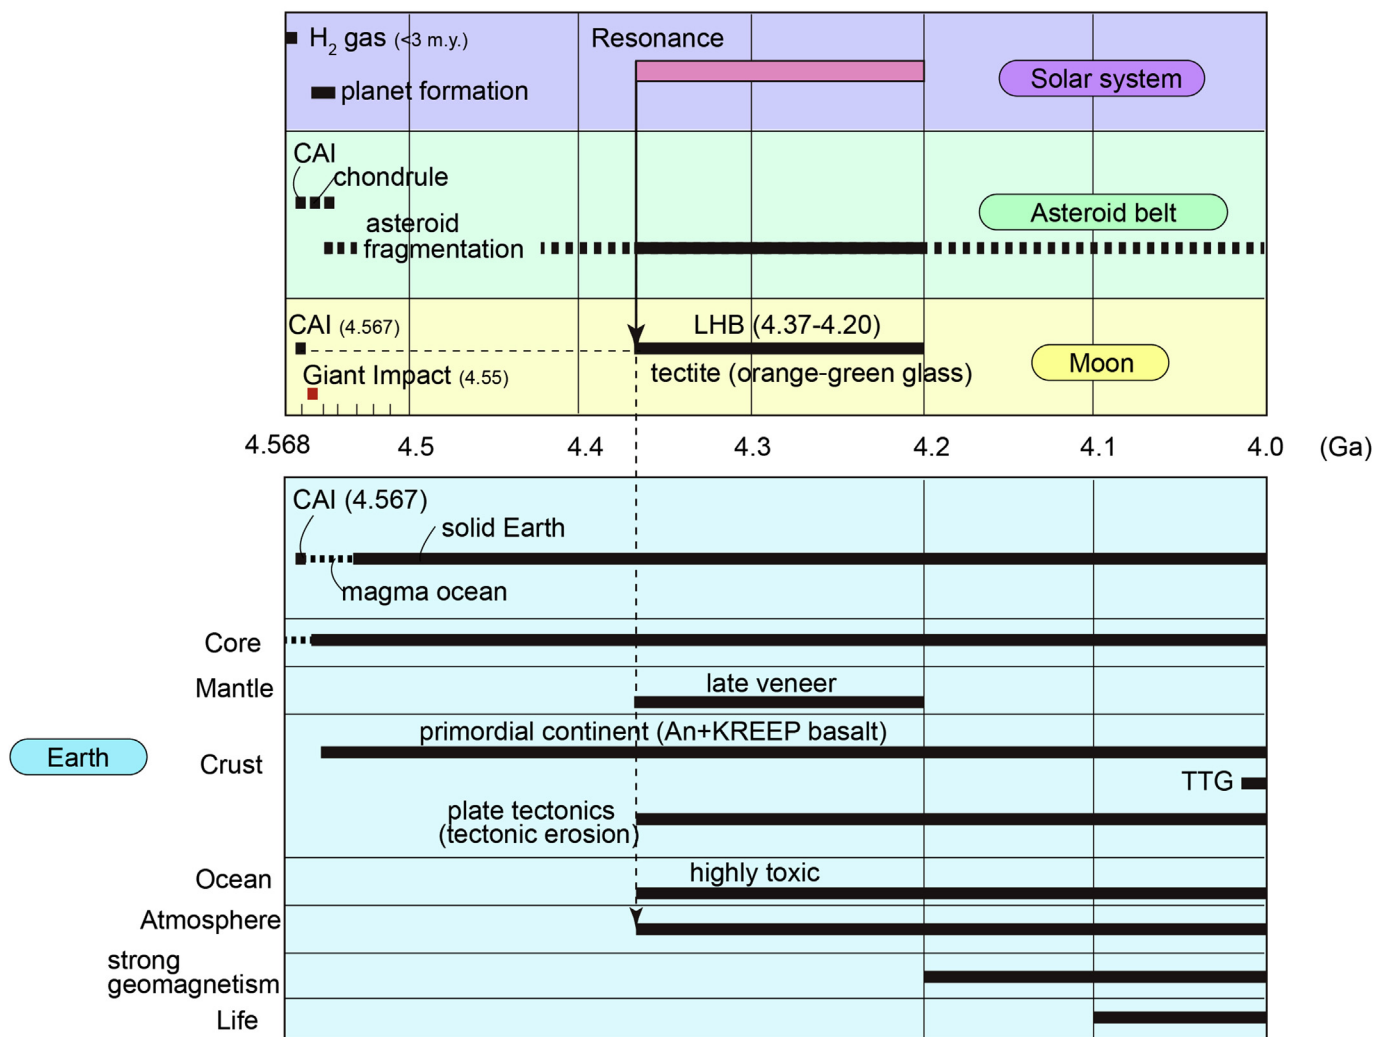 H2 gas (<3 m.y.)
Resonance
planet formation
Solar system
CAI
chondrule
asteroid
fragmentation
Asteroid belt
CAI (4.567)
LHB (4.37-4.20)
Giant Impact (4.55)
tectite (orange-green glass)
Moon
4.568
4.5
4.4
4.3
4.2
4.1
4.0
(Ga)
CAI (4.567)
solid Earth
magma ocean
Core
Mantle
late veneer
primordial continent (An+KREEP basalt)
Earth
Crust
TTG
plate tectonics
(tectonic erosion)
Ocean
highly toxic
Atmosphere
strong
geomagnetism
Life